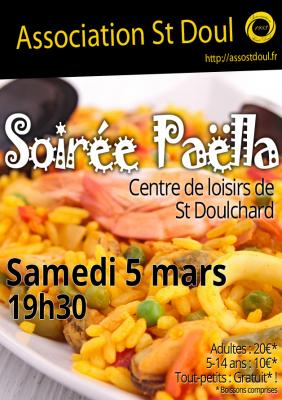 Association St Doul
http://assostdoul.fr
Soirée Paëlla
Centre de loisirs de
St Doulchard
Samedi 5 mars
19h30
Adultes : 20€*
5-14 ans : 10€*
Tout-petits : Gratuit* !
* Boissons comprises